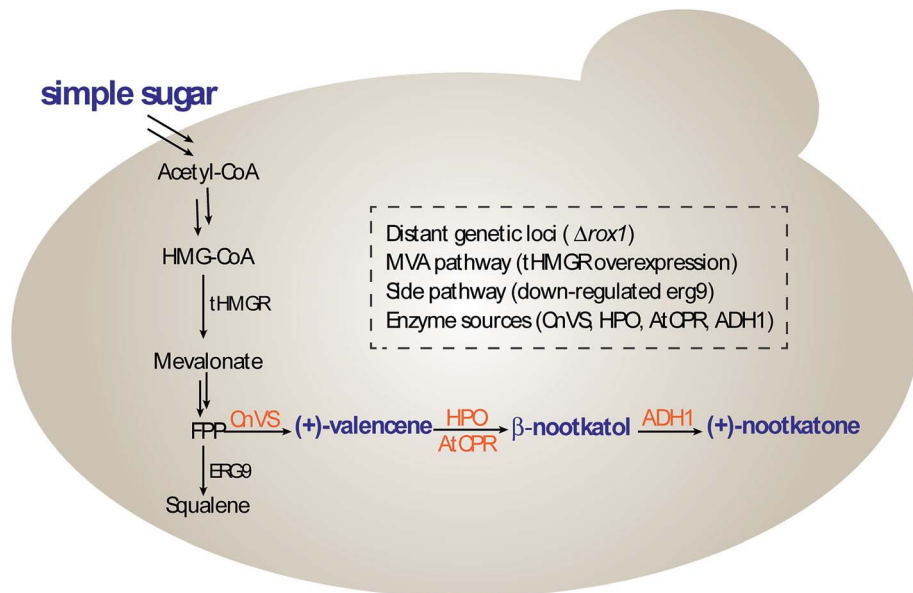 simple sugar
Acetyl-CoA
HMG-CoA
tHMGR
Mevalonate
FPP
CnVS
(+)-valencene
HPO
AtCPR
β-nootkatol
ADH1
(+)-nootkatone
ERG9
Squalene
Distant genetic loci (Δrox1)
MVA pathway (tHMGR overexpression)
Side pathway (down-regulated erg9)
Enzyme sources (CnVS, HPO, AtCPR, ADH1)